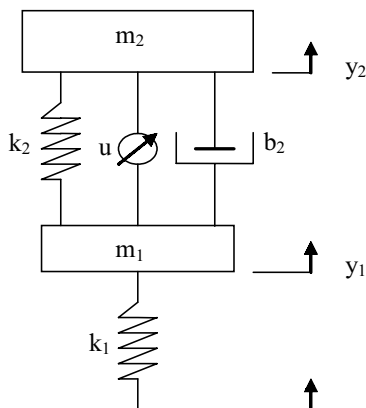 m₂
y₂
k₂
u
b₂
m₁
y₁
k₁